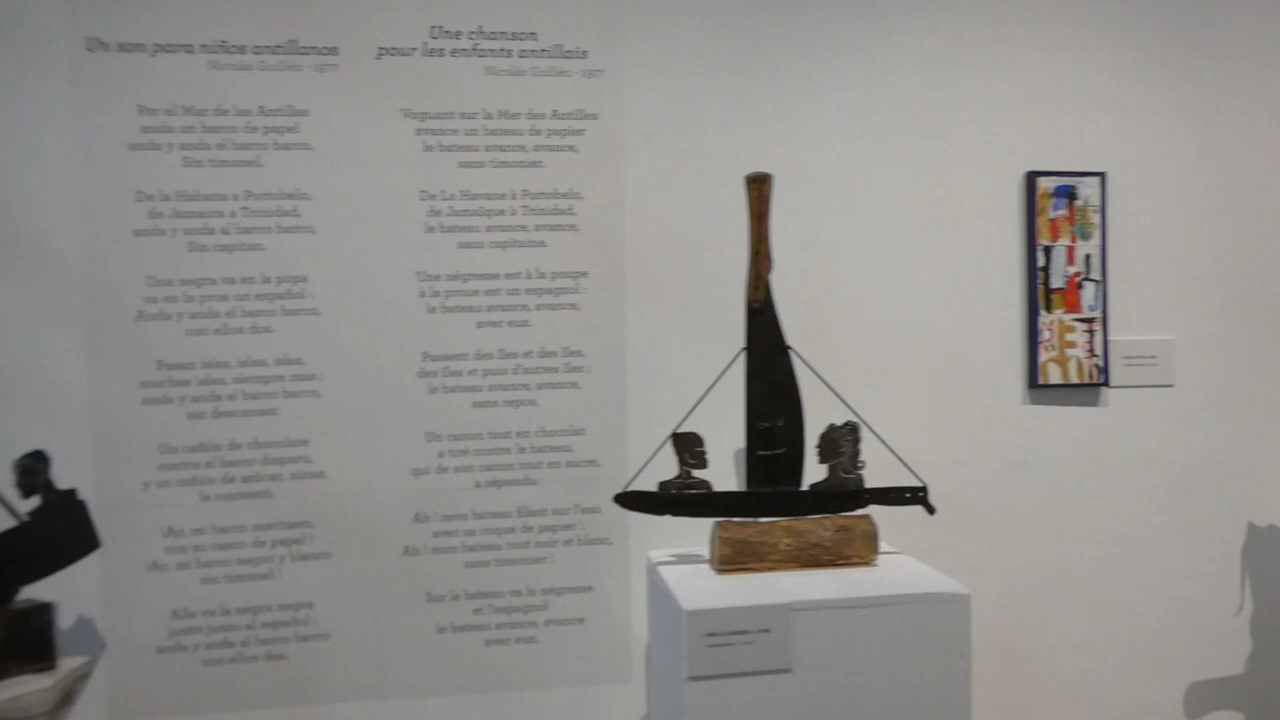 Un son para niños antillanos
Nicolás Guillén - 1977
Por el Mar de las Antillas
anda un barco de papel
anda y anda el barco barco,
Sin timonel.
De la Habana a Portobelo,
de Jamaica a Trinidad,
anda y anda el barco barco,
Sin capitan.
Una negra va en la popa
va en la proa un español :
Anda y anda el barco barco,
con ellos dos.
Pasan islas, islas, islas,
muchas islas, siempre mas ;
anda y anda el barco barco,
sin descansar.
Un cañón de chocolate
contra el barco disparo,
y un cañón de azúcar, zúcar,
le contestó.
¡Ay, mi barco marinero,
con su casco de papel !
¡Ay, mi barco negro y blanco
sin timonel !
Alla va la negra negra
junto junto al español ;
anda y anda el barco barco
con ellos dos.
Une chanson
pour les enfants antillais
Nicolás Guillén - 1977
Voguant sur la Mer des Antilles
avance un bateau de papier
le bateau avance, avance,
sans timonier.
De La Havane à Portobelo,
de Jamaïque à Trinidad,
le bateau avance, avance,
sans capitaine.
Une négresse est à la poupe
à la proue est un espagnol :
le bateau avance, avance,
avec eux.
Passent des îles et des îles,
des îles et puis d'autres îles ;
le bateau avance, avance,
sans repos.
Un canon tout en chocolat
a tiré contre le bateau,
qui de son canon tout en sucre,
a répondu.
Ah ! mon bateau filant sur l'eau
avec sa coque de papier !
Ah ! mon bateau tout noir et blanc,
sans timonier !
Sur le bateau va la négresse
et l'espagnol
le bateau avance, avance
avec eux.